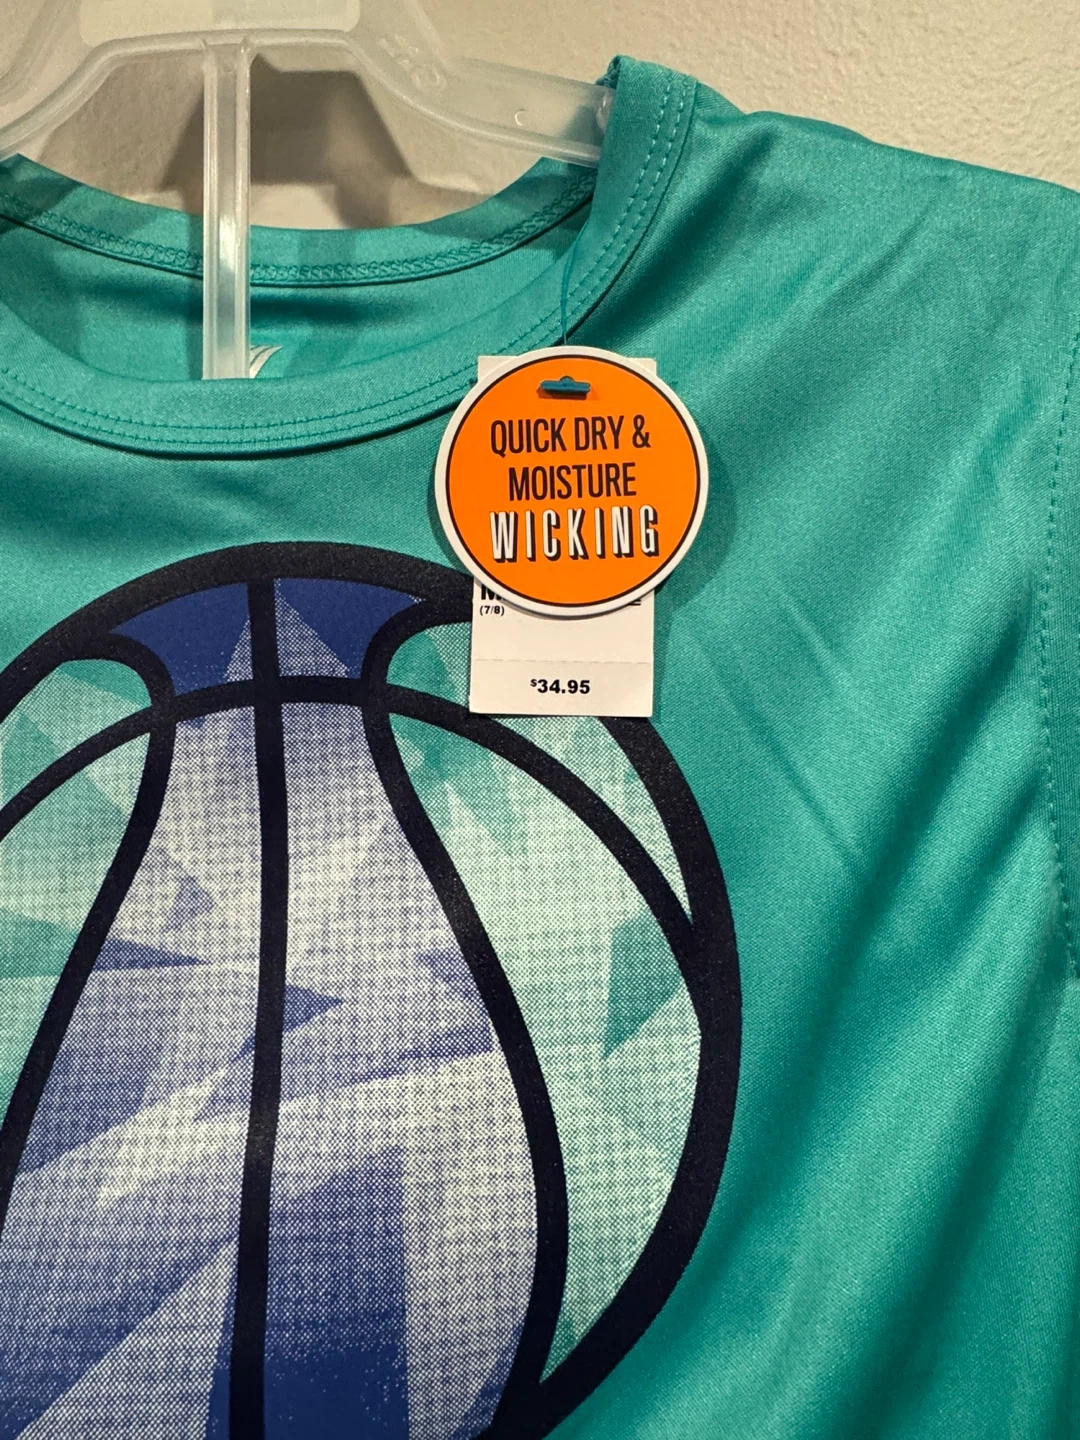 QUICK DRY &
MOISTURE
WICKING
(7/8)
$34.95